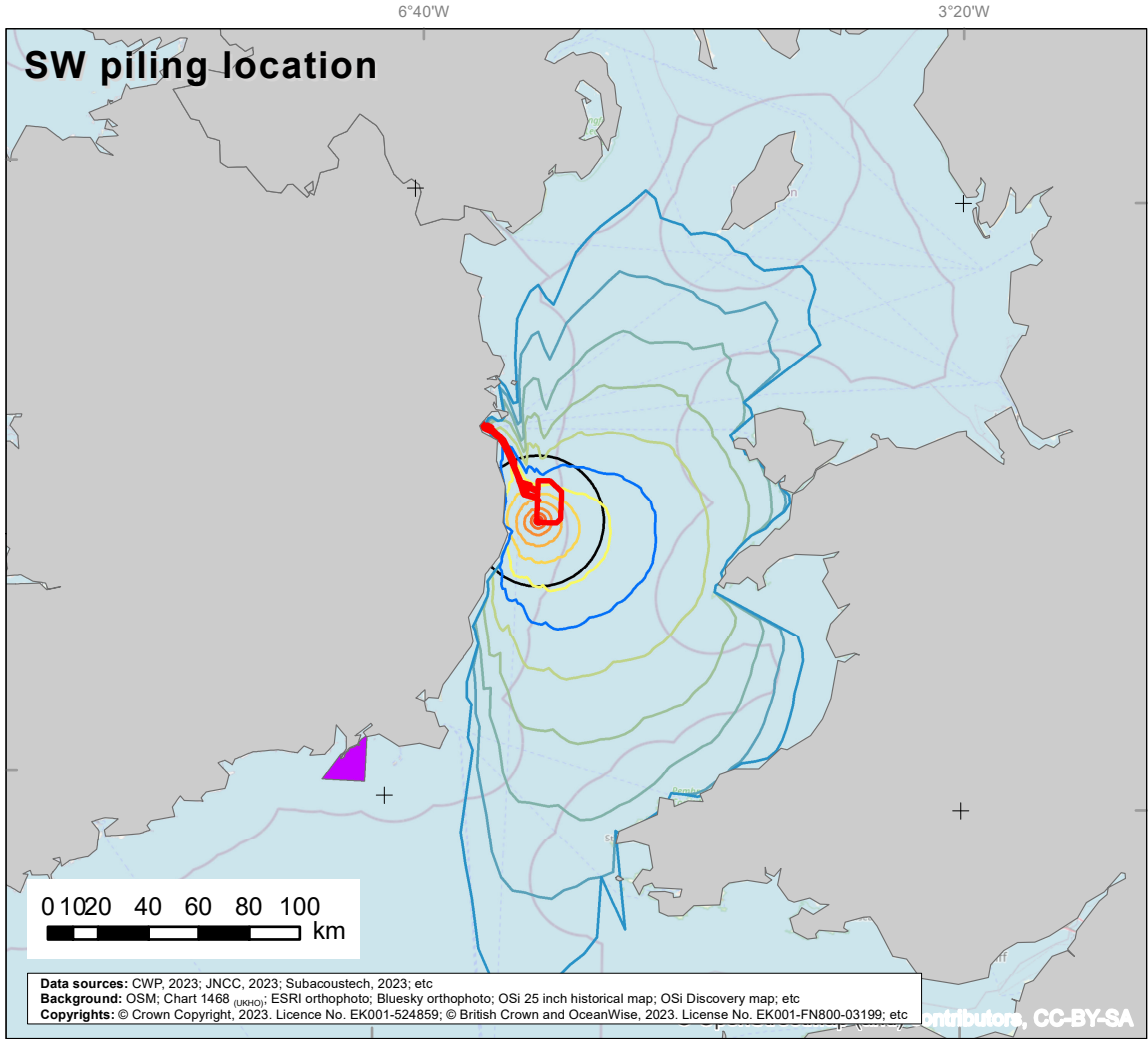 6°40'W 3°20'W
SW piling location
0 10 20 40 60 80 100
km
Data sources: CWP, 2023; JNCC, 2023; Subacoustech, 2023; etc
Background: OSM; Chart 1468 (UKHO); ESRI orthophoto; Bluesky orthophoto; OSi 25 inch historical map; OSi Discovery map; etc
Copyrights: © Crown Copyright, 2023. Licence No. EK001-524859; © British Crown and OceanWise, 2023. License No. EK001-FN800-03199; etc
ontributors, CC-BY-SA